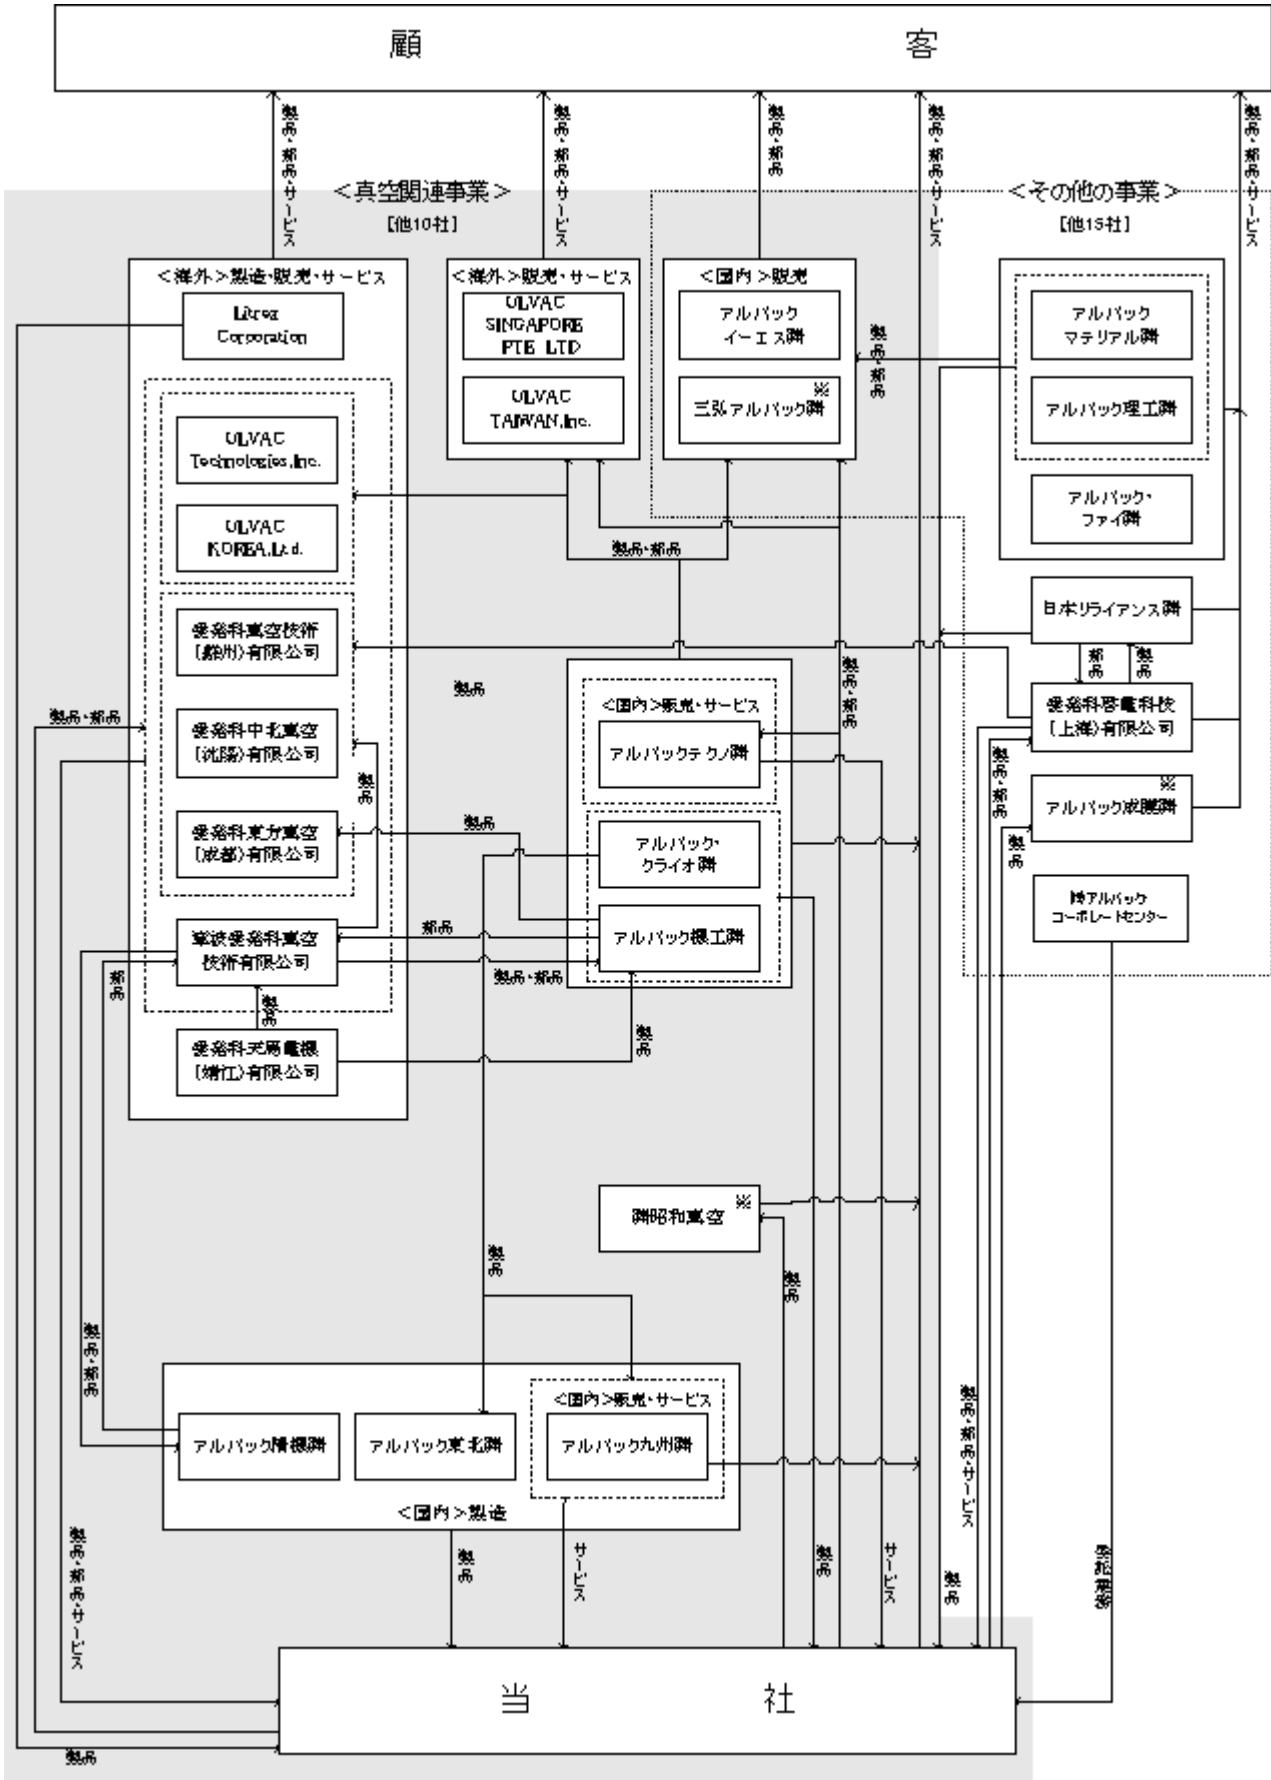 顧客
製品・部品・サービス
製品・部品・サービス
製品・部品
製品・部品・サービス
製品・部品・サービス
<真空関連事業>
[他10社]
<その他の事業>
[他15社]
<海外>製造・販売・サービス
Litrex
Corporation
ULVAC
Technologies,Inc.
ULVAC
KOREA,Ltd.
愛発科真空技術
(蘇州)有限公司
愛発科中北真空
(沈陽)有限公司
愛発科東方真空
(成都)有限公司
寧波愛発科真空
技術有限公司
愛発科天馬電機
(靖江)有限公司
<海外>販売・サービス
ULVAC
SINGAPORE
PTE LTD
ULVAC
TAIWAN,Inc.
<国内>販売
アルバック
イーエス㈱
三弘アルバック㈱
※
製品・部品
アルバック
マテリアル㈱
アルバック理工㈱
アルバック・
ファイ㈱
日本リライアンス㈱
部品
製品
愛発科啓電科技
(上海)有限公司
アルバック成膜㈱
※
㈱アルバック
コーポレートセンター
製品・部品
製品・部品
製品
製品・部品
<国内>販売・サービス
アルバックテクノ㈱
アルバック・
クライオ㈱
アルバック機工㈱
製品
製品
部品
製品・部品
製品
製品
部品
製品・部品
製品
㈱昭和真空
※
製品
製品
製品・部品
<国内>販売・サービス
アルバック精機㈱
アルバック東北㈱
アルバック九州㈱
<国内>製造
製品・部品・サービス
製品
サービス
製品
サービス
製品
製品・部品・サービス
当社
製品